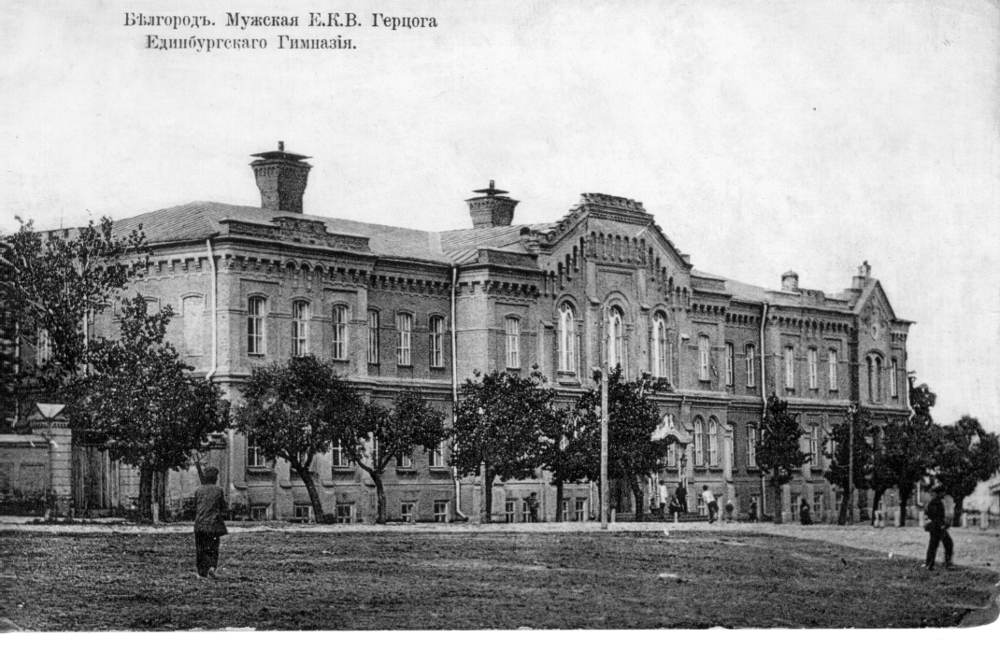 Бѣлгородъ. Мужская Е.К.В. Герцога
Единбургскаго Гимназія.